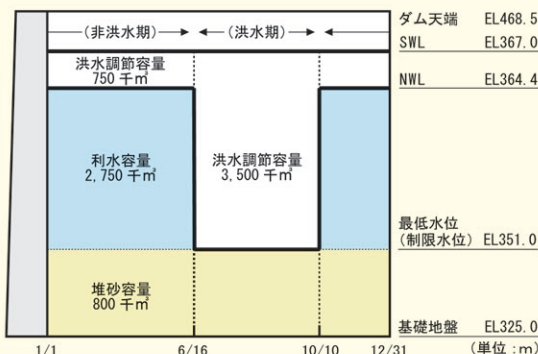 ダム天端 EL468.5
(非洪水期) (洪水期)
SWL EL367.0
洪水調節容量
750 千㎥
NWL EL364.4
利水容量
2,750 千㎥
洪水調節容量
3,500 千㎥
最低水位
(制限水位) EL351.0
堆砂容量
800 千㎥
基礎地盤 EL325.0
1/1 6/16 10/10 12/31 (単位:m)